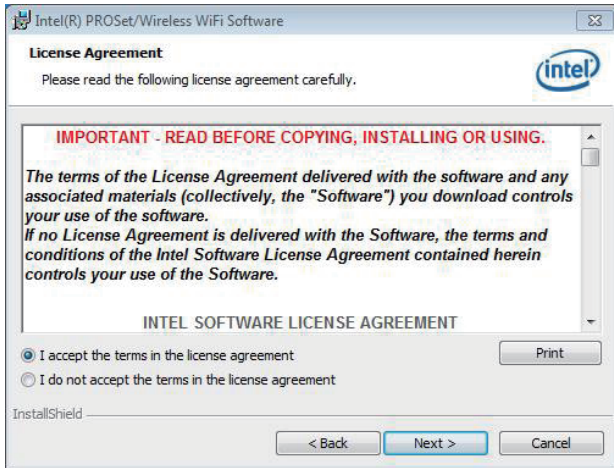 Intel(R) PROSet/Wireless WiFi Software
License Agreement
Please read the following license agreement carefully.
intel
IMPORTANT - READ BEFORE COPYING, INSTALLING OR USING.
The terms of the License Agreement delivered with the software and any
associated materials (collectively, the "Software") you download controls
your use of the software.
If no License Agreement is delivered with the Software, the terms and
conditions of the Intel Software License Agreement contained herein
controls your use of the Software.
INTEL SOFTWARE LICENSE AGREEMENT
I accept the terms in the license agreement
Print
I do not accept the terms in the license agreement
InstallShield
< Back Next > Cancel